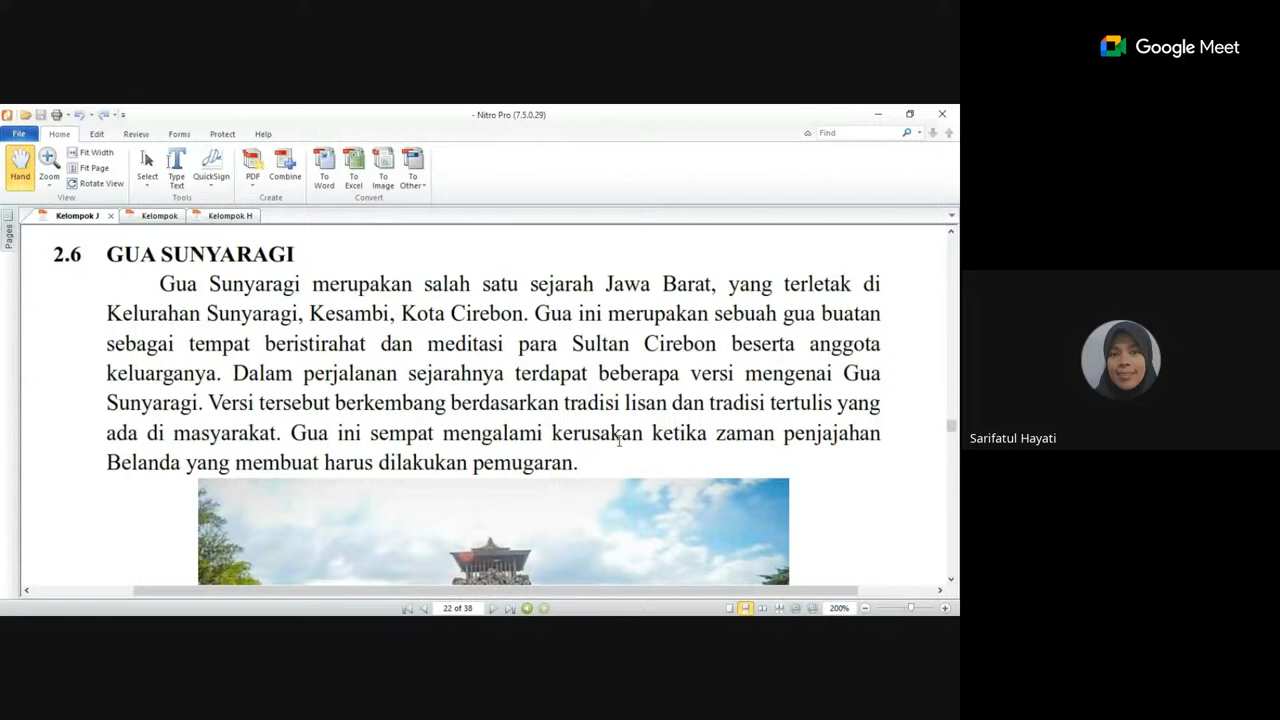 Google Meet
- Nitro Pro (7.5.0.29)
File Home Edit Review Forms Protect Help
Find
Hand
Zoom
Fit Width
Fit Page
Rotate View
View
Select
Type Text
QuickSign
Tools
PDF
Combine
Create
To Word
To Excel
To Image
To Other
Convert
Pages
Kelompok J
Kelompok
Kelompok H
2.6 GUA SUNYARAGI
Gua Sunyaragi merupakan salah satu sejarah Jawa Barat, yang terletak di
Kelurahan Sunyaragi, Kesambi, Kota Cirebon. Gua ini merupakan sebuah gua buatan
sebagai tempat beristirahat dan meditasi para Sultan Cirebon beserta anggota
keluarganya. Dalam perjalanan sejarahnya terdapat beberapa versi mengenai Gua
Sunyaragi. Versi tersebut berkembang berdasarkan tradisi lisan dan tradisi tertulis yang
ada di masyarakat. Gua ini sempat mengalami kerusakan ketika zaman penjajahan
Belanda yang membuat harus dilakukan pemugaran.
22 of 38
200%
Sarifatul Hayati